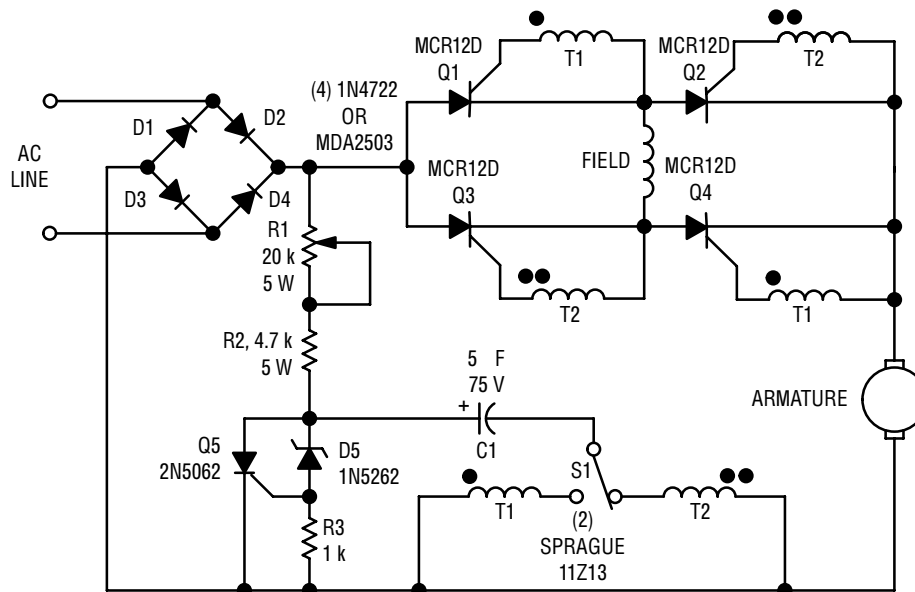 MCR12D
Q1
T1
MCR12D
Q2
T2
(4) 1N4722
OR
MDA2503
D1
D2
AC
LINE
D3
D4
FIELD
MCR12D
Q3
MCR12D
Q4
R1
20 k
5 W
T2
T1
R2, 4.7 k
5 W
5 F
75 V
+
C1
ARMATURE
Q5
2N5062
D5
1N5262
S1
T1
T2
(2)
SPRAGUE
11Z13
R3
1 k